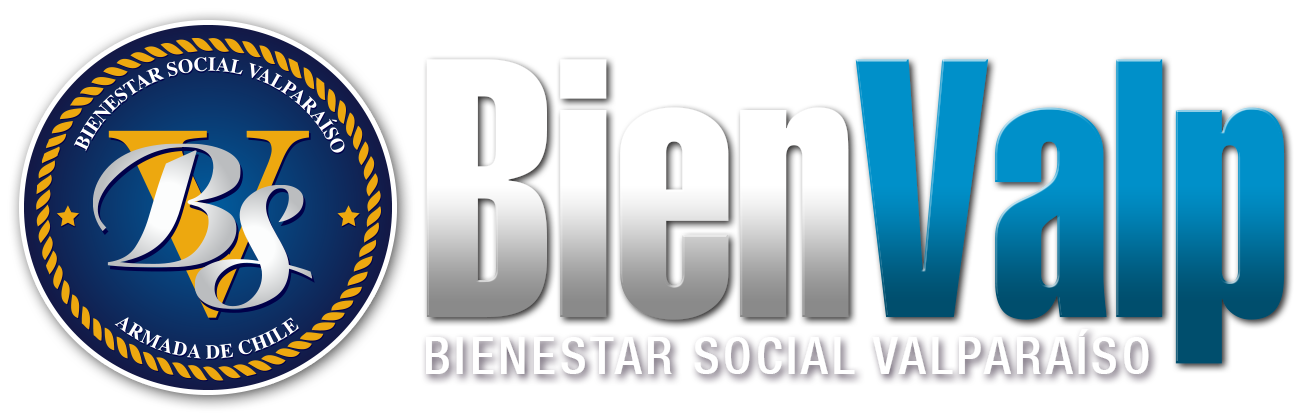 BIENESTAR SOCIAL VALPARAÍSO
V
BS
ARMADA DE CHILE
BienValp
BIENESTAR SOCIAL VALPARAÍSO